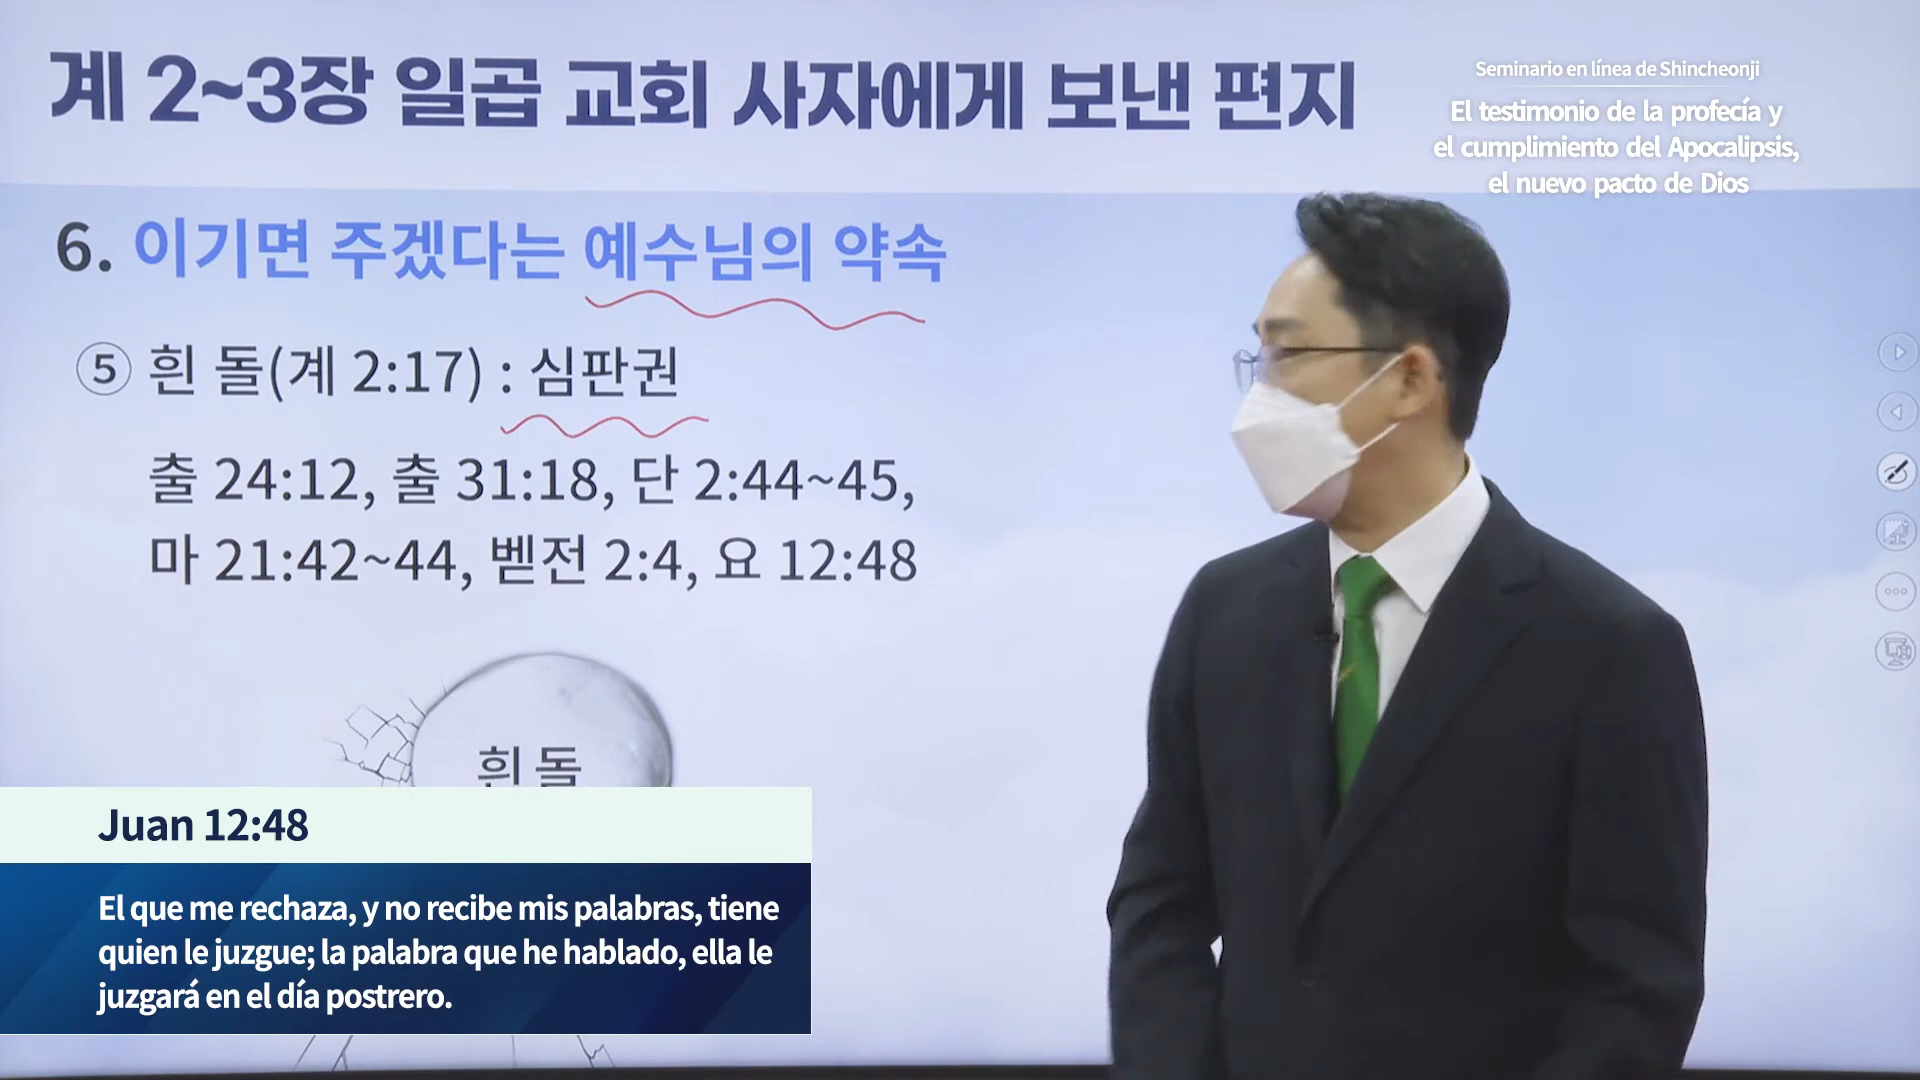 계 2~3장 일곱 교회 사자에게 보낸 편지
Seminario en línea de Shincheonji
El testimonio de la profecía y
el cumplimiento del Apocalipsis,
el nuevo pacto de Dios
6. 이기면 주겠다는 예수님의 약속
⑤ 흰 돌(계 2:17) : 심판권
출 24:12, 출 31:18, 단 2:44~45,
마 21:42~44, 벧전 2:4, 요 12:48
흰 돌
Juan 12:48
El que me rechaza, y no recibe mis palabras, tiene
quien le juzgue; la palabra que he hablado, ella le
juzgará en el día postrero.